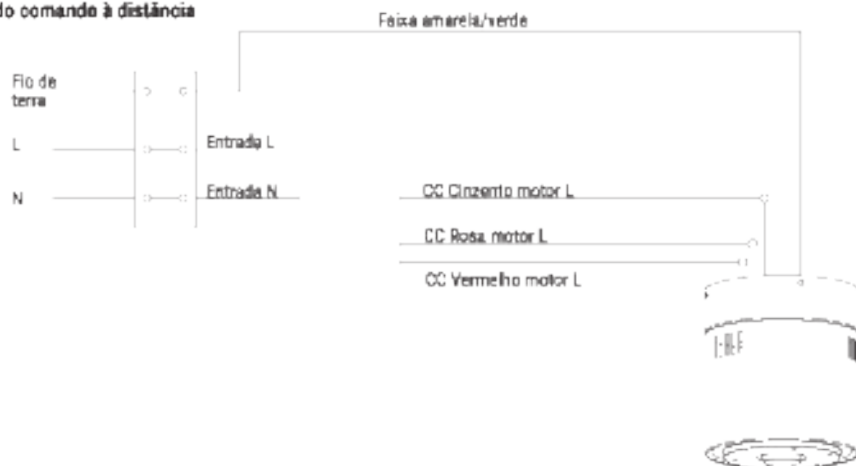 do comando à distância
Faixa amarela/verde
Fio de
terra
L
Entrada L
N
Entrada N
CC Cinzento motor L
CC Rosa motor L
CC Vermelho motor L